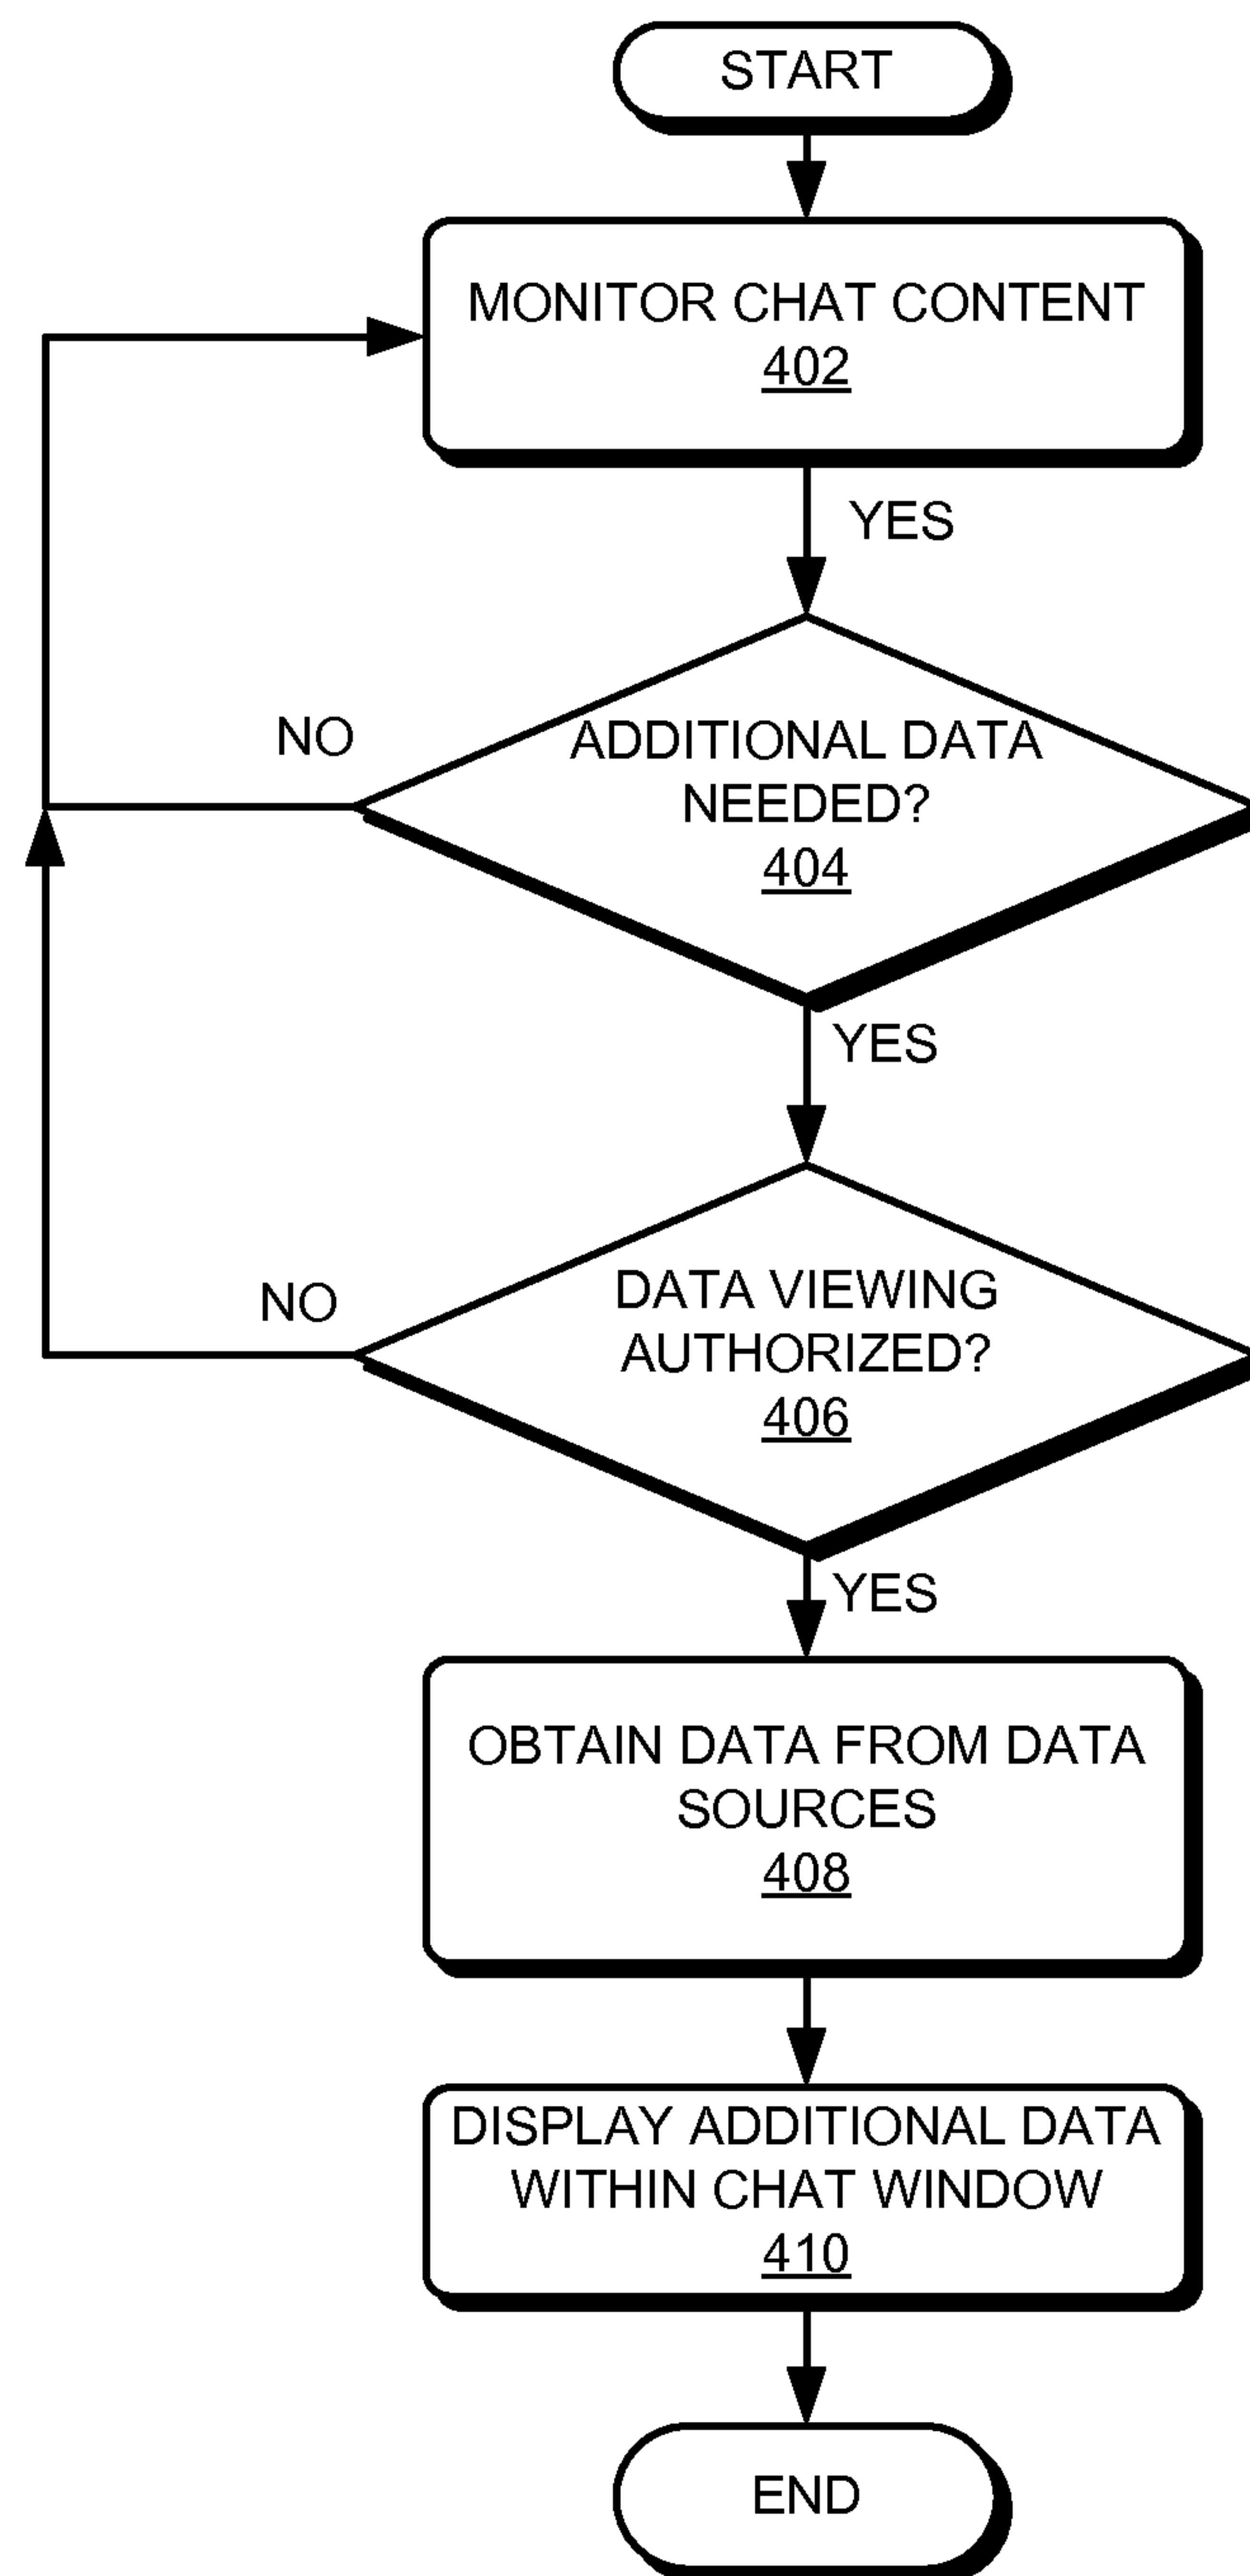 START
MONITOR CHAT CONTENT
402
YES
NO
ADDITIONAL DATA
NEEDED?
404
YES
NO
DATA VIEWING
AUTHORIZED?
406
YES
OBTAIN DATA FROM DATA
SOURCES
408
DISPLAY ADDITIONAL DATA
WITHIN CHAT WINDOW
410
END